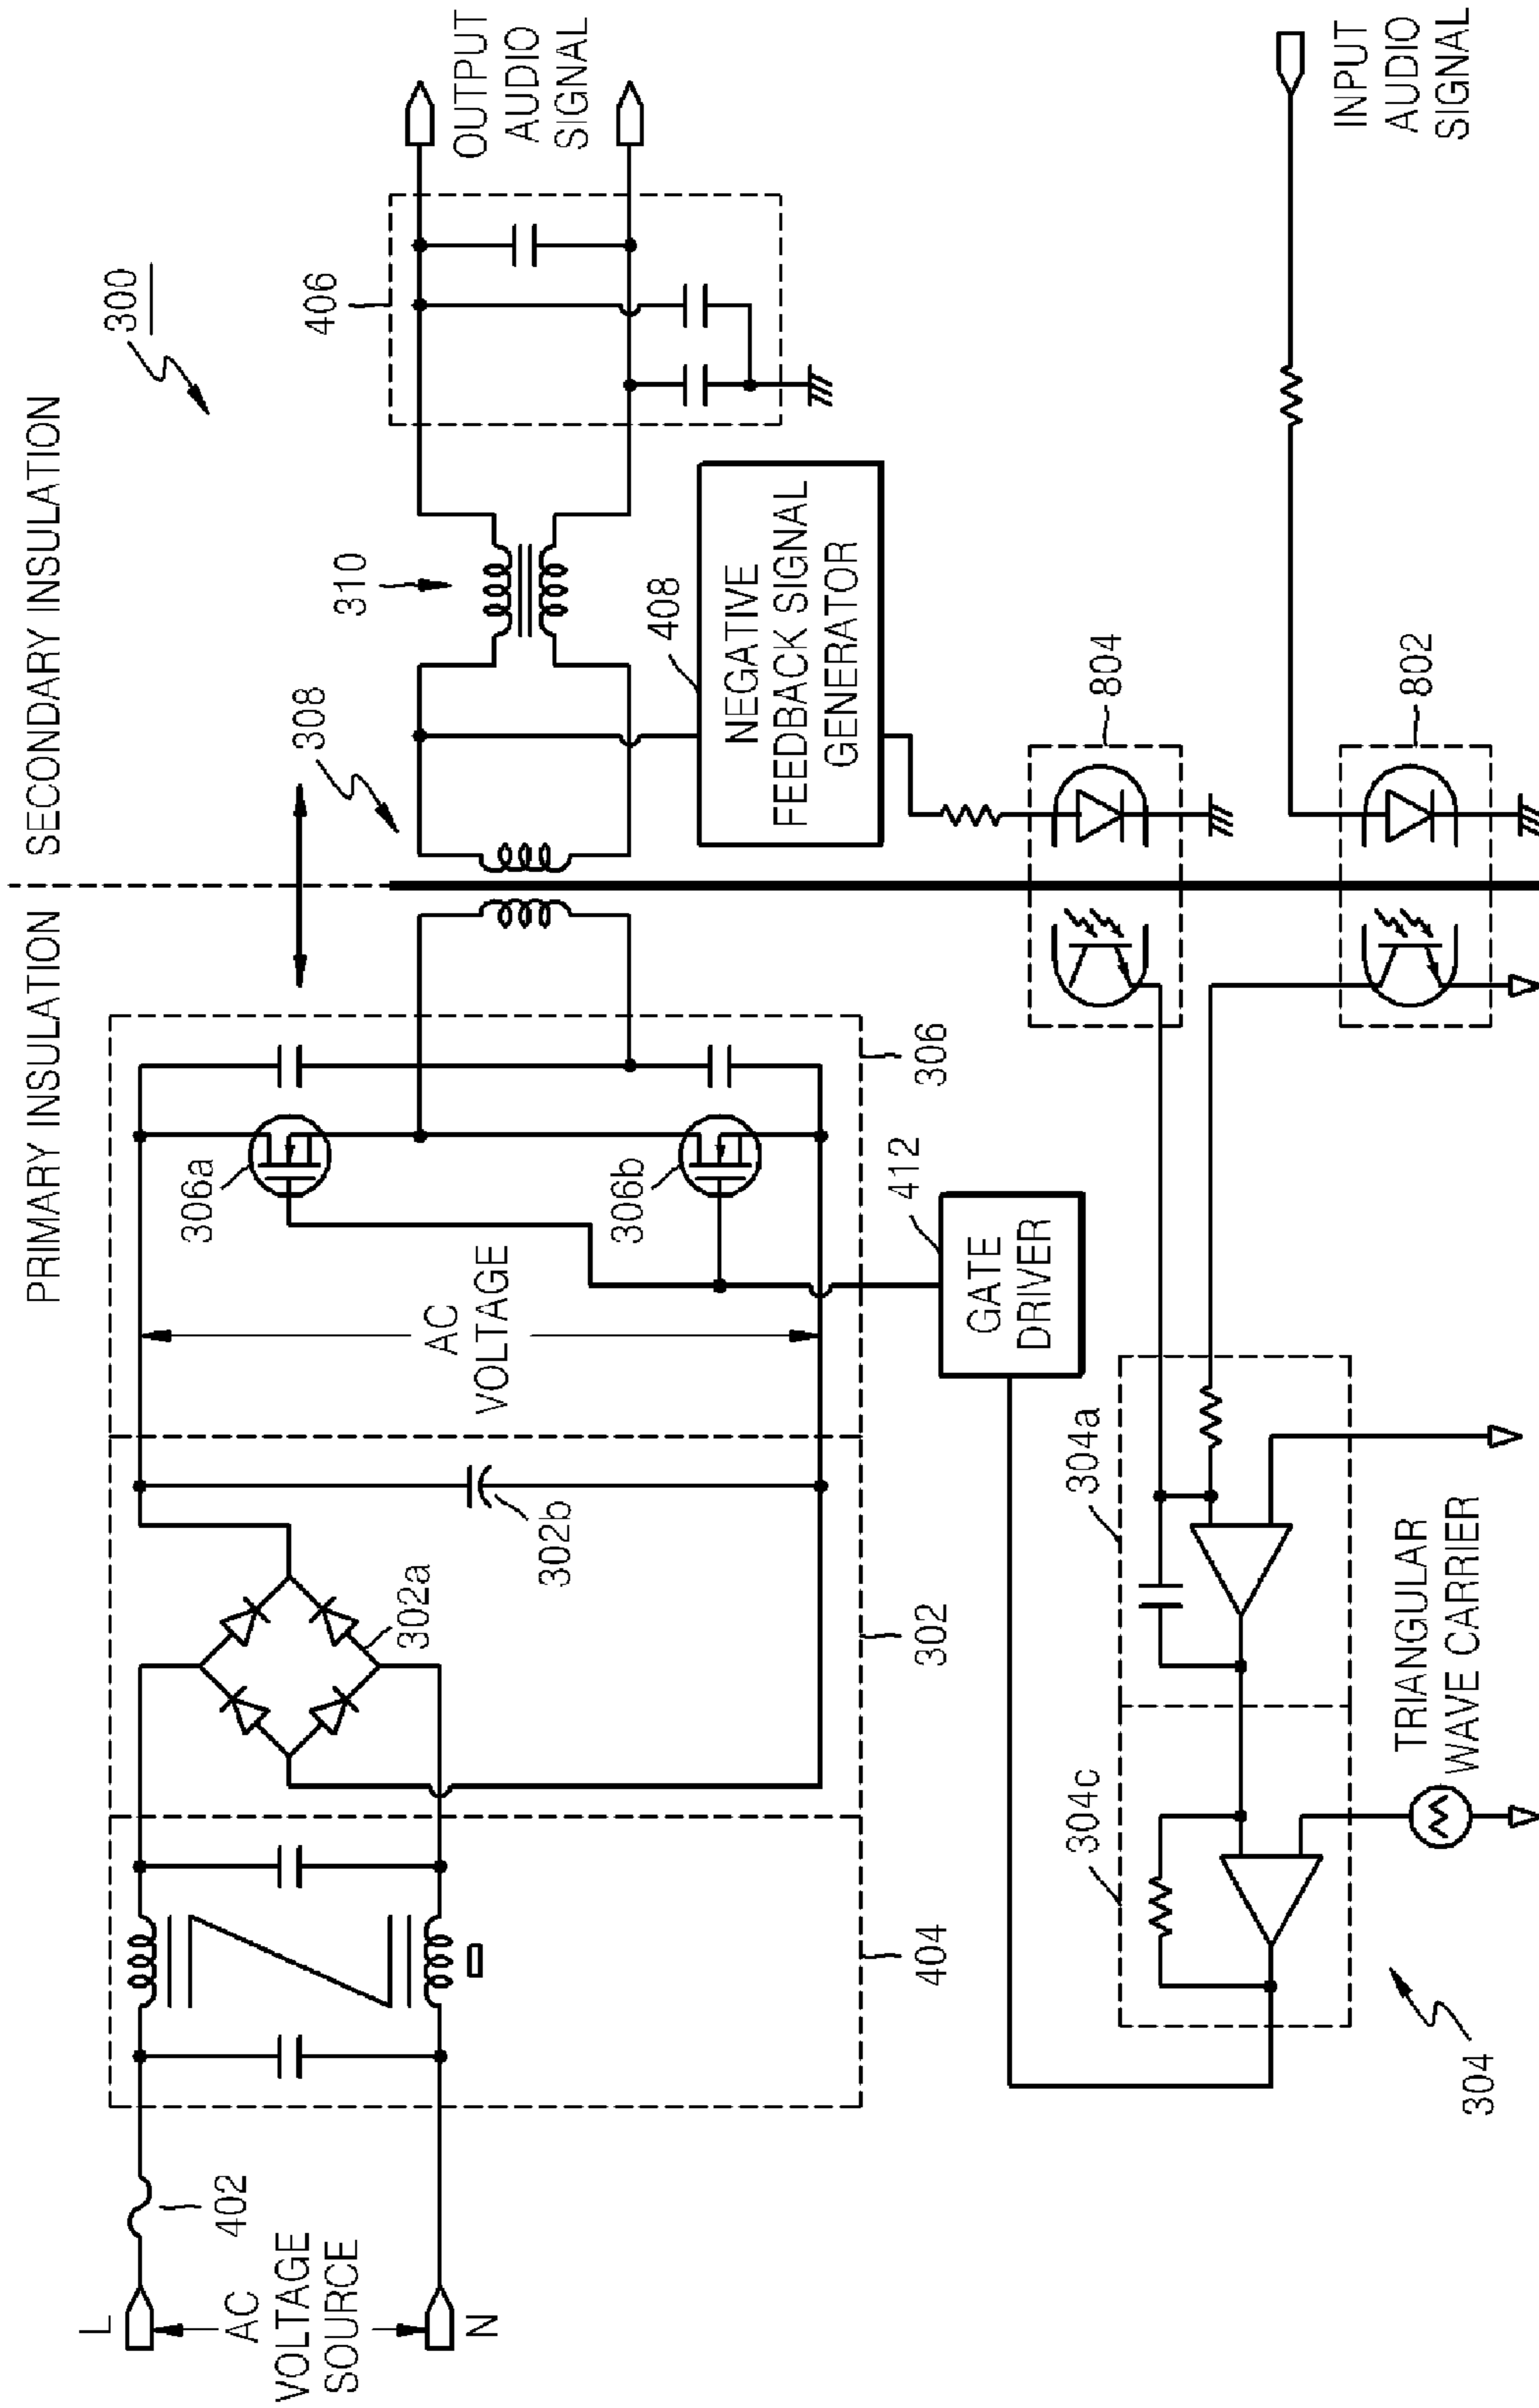 PRIMARY INSULATION
SECONDARY INSULATION
300
L
AC
VOLTAGE
SOURCE
N
402
404
302a
302b
302
AC
VOLTAGE
306a
306b
306
308
310
406
OUTPUT
AUDIO
SIGNAL
408
NEGATIVE
FEEDBACK SIGNAL
GENERATOR
412
GATE
DRIVER
804
802
304a
304c
304
TRIANGULAR
WAVE CARRIER
INPUT
AUDIO
SIGNAL